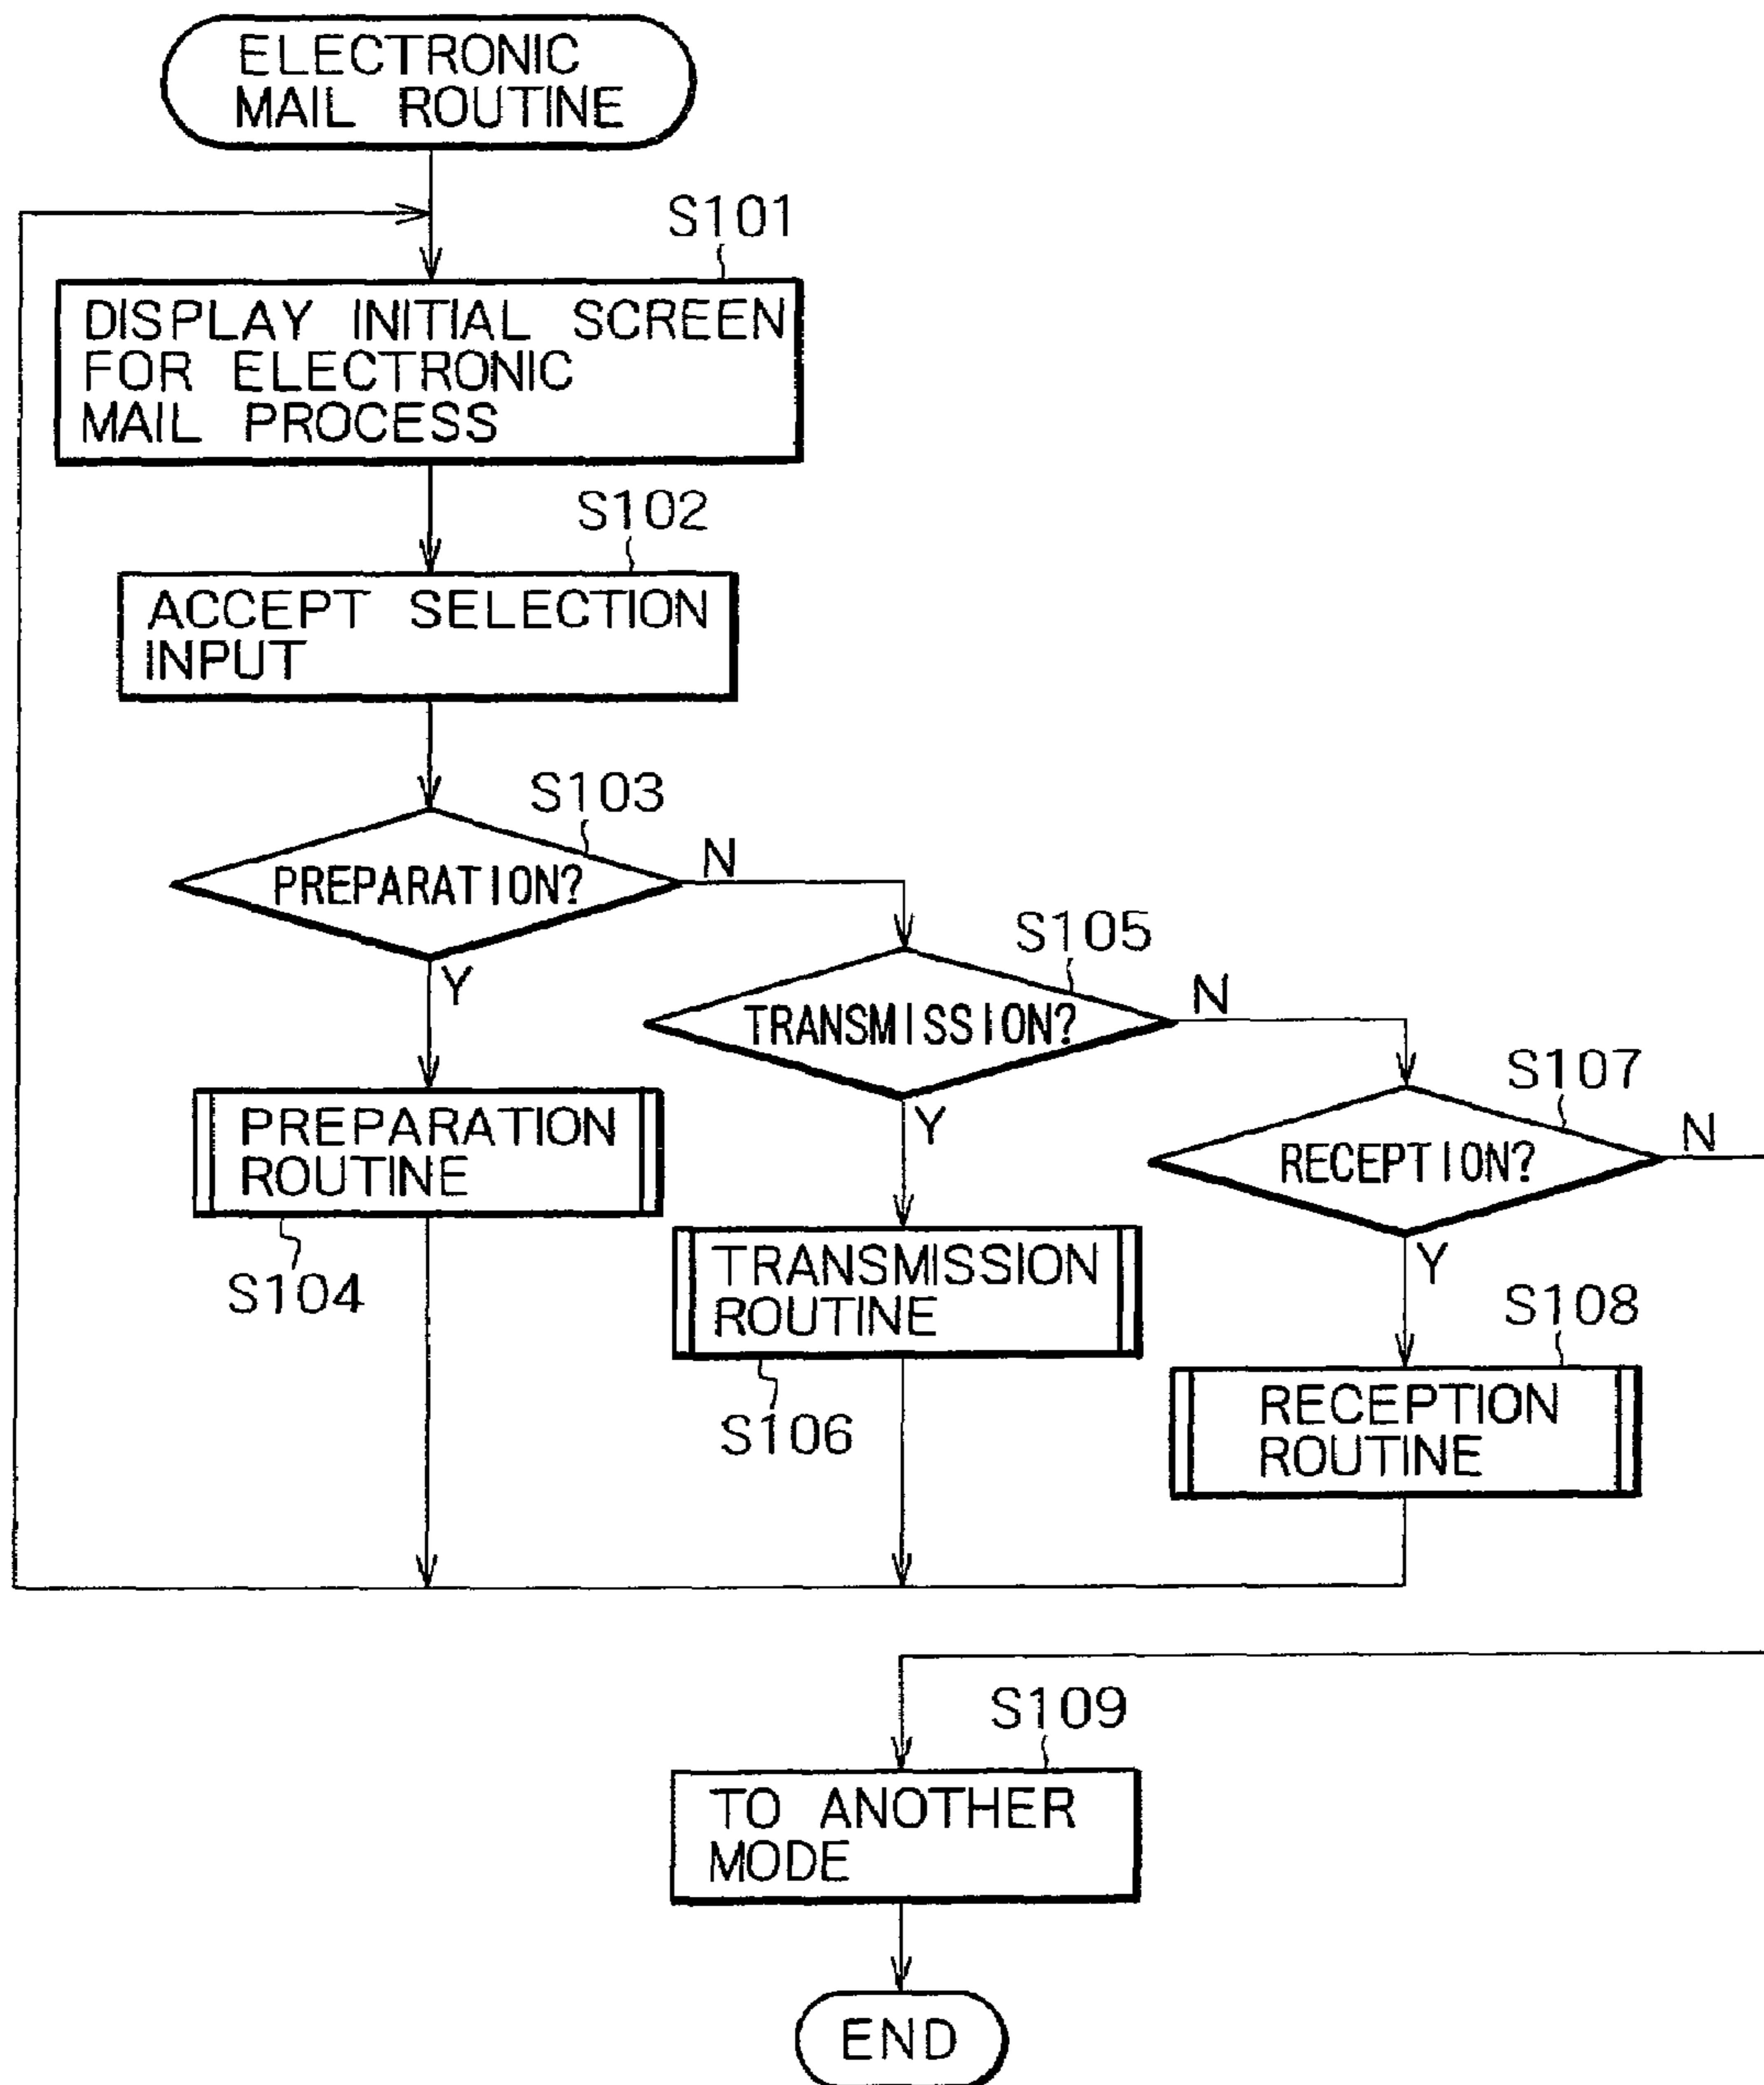 ELECTRONIC
MAIL ROUTINE
S101
DISPLAY INITIAL SCREEN
FOR ELECTRONIC
MAIL PROCESS
S102
ACCEPT SELECTION
INPUT
S103
PREPARATION?
N
Y
S105
TRANSMISSION?
N
Y
S107
RECEPTION?
N
Y
PREPARATION
ROUTINE
S104
TRANSMISSION
ROUTINE
S106
S108
RECEPTION
ROUTINE
S109
TO ANOTHER
MODE
END